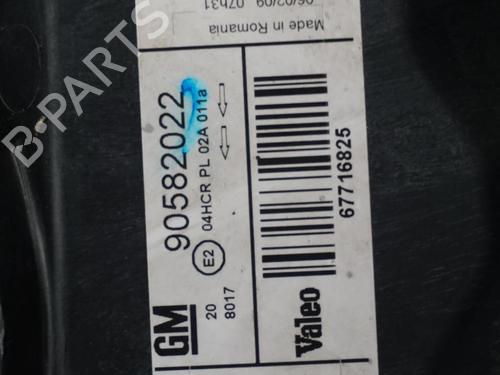 06/02/09 07h31
Made in Romania
GM 90582022
E2 04HCR PL 02A 011a
20
8017
Valeo 67716825
B-PARTS